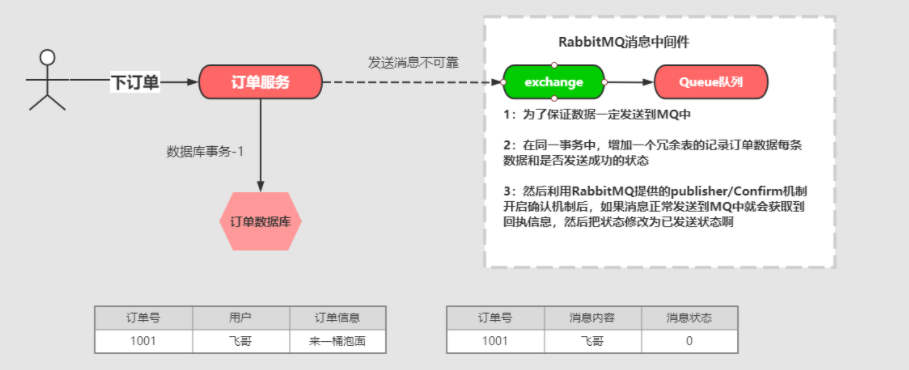 RabbitMQ消息中间件
发送消息不可靠
下订单
订单服务
exchange
Queue队列
1：为了保证数据一定发送到MQ中
2：在同一事务中，增加一个冗余表的记录订单数据每条
数据和是否发送成功的状态
3：然后利用RabbitMQ提供的publisher/Confirm机制
开启确认机制后，如果消息正常发送到MQ中就会获取到
回执信息，然后把状态修改为已发送状态啊
数据库事务-1
订单数据库
订单号 用户 订单信息
1001 飞哥 来一桶泡面
订单号 消息内容 消息状态
1001 飞哥 0